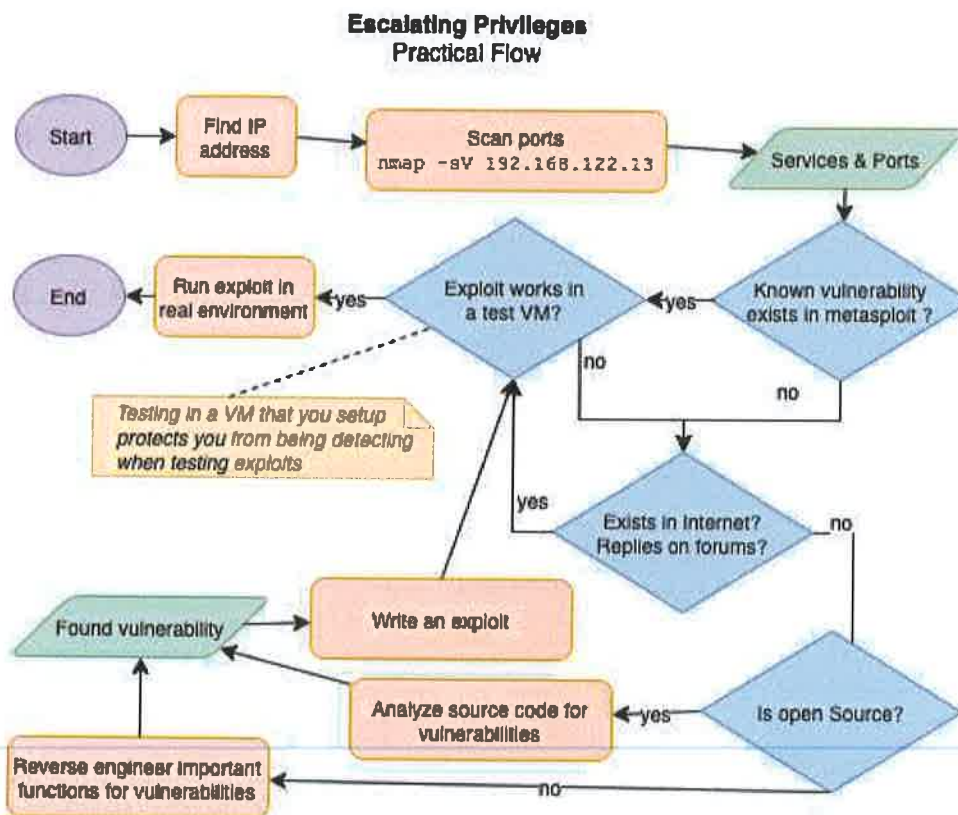 Escalating Privileges
Practical Flow
Start
Find IP
address
Scan ports
nmap -sV 192.168.122.13
Services & Ports
End
Run exploit in
real environment
yes
Exploit works in
a test VM?
yes
Known vulnerability
exists in metasploit ?
no
no
Testing in a VM that you setup
protects you from being detecting
when testing exploits
yes
Exists in Internet?
Replies on forums?
no
Found vulnerability
Write an exploit
Analyze source code for
vulnerabilities
yes
Is open Source?
Reverse engineer important
functions for vulnerabilities
no